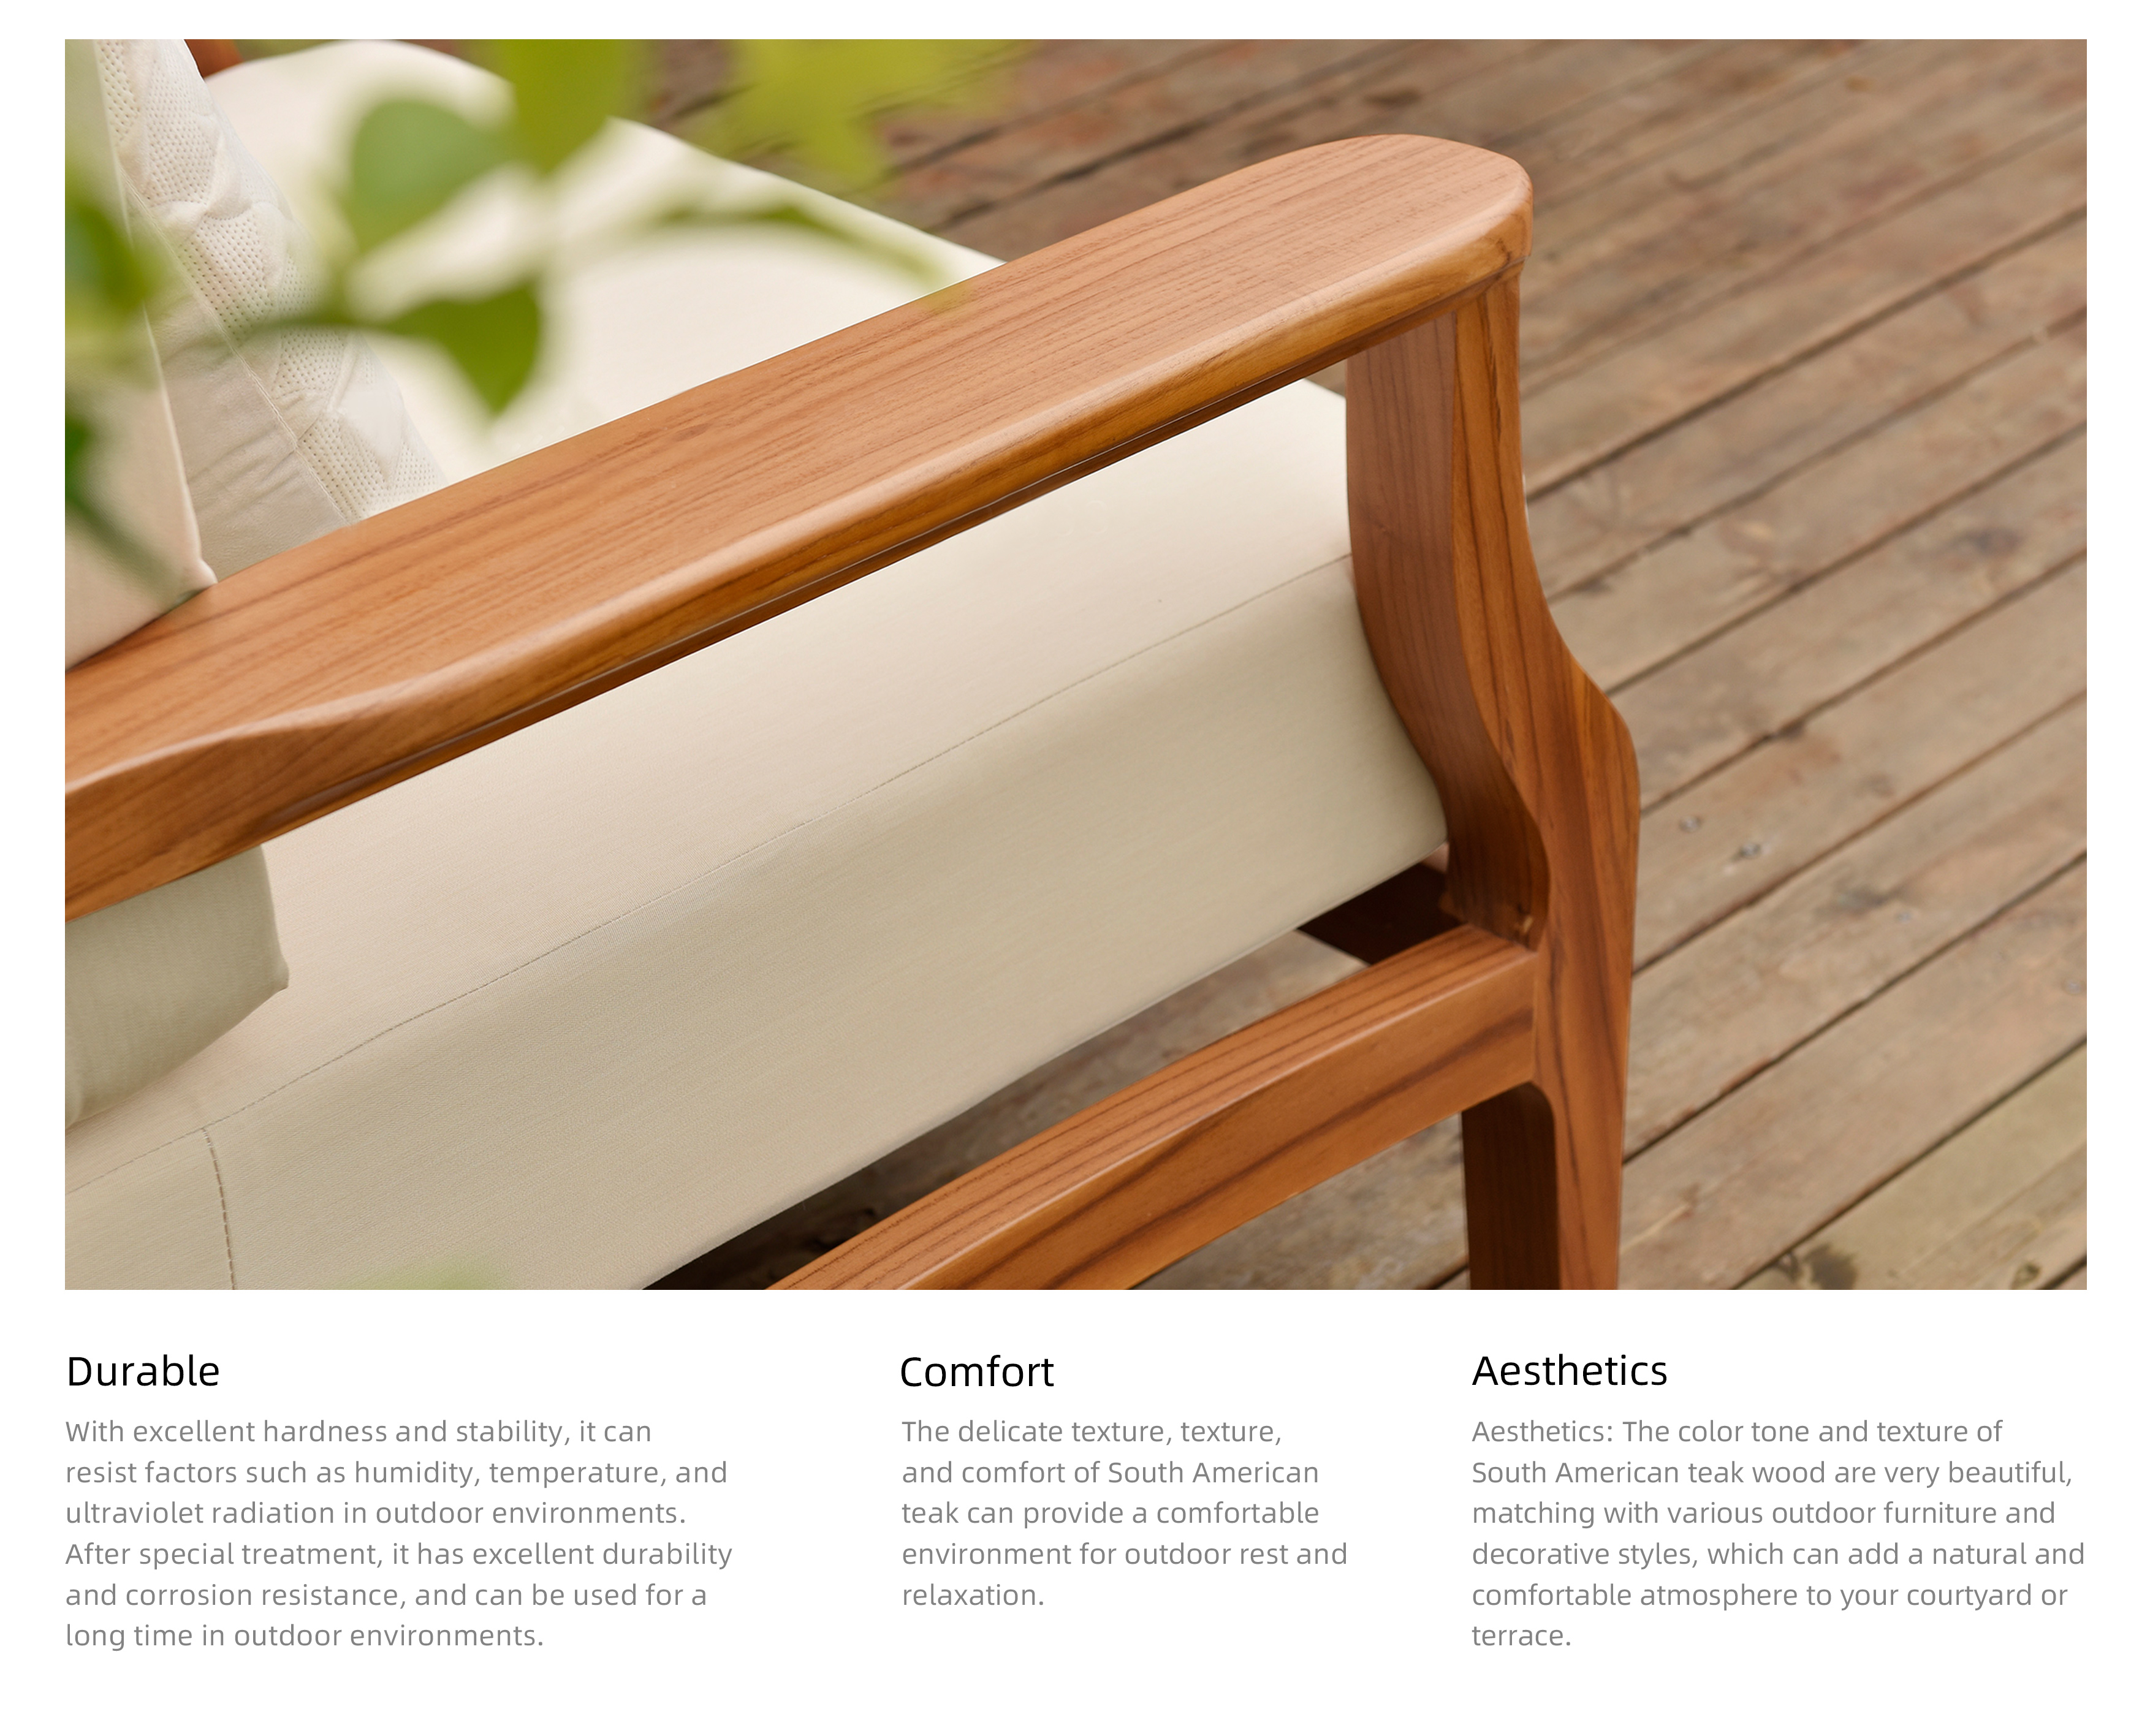 Durable
With excellent hardness and stability, it can
resist factors such as humidity, temperature, and
ultraviolet radiation in outdoor environments.
After special treatment, it has excellent durability
and corrosion resistance, and can be used for a
long time in outdoor environments.
Comfort
The delicate texture, texture,
and comfort of South American
teak can provide a comfortable
environment for outdoor rest and
relaxation.
Aesthetics
Aesthetics: The color tone and texture of
South American teak wood are very beautiful,
matching with various outdoor furniture and
decorative styles, which can add a natural and
comfortable atmosphere to your courtyard or
terrace.